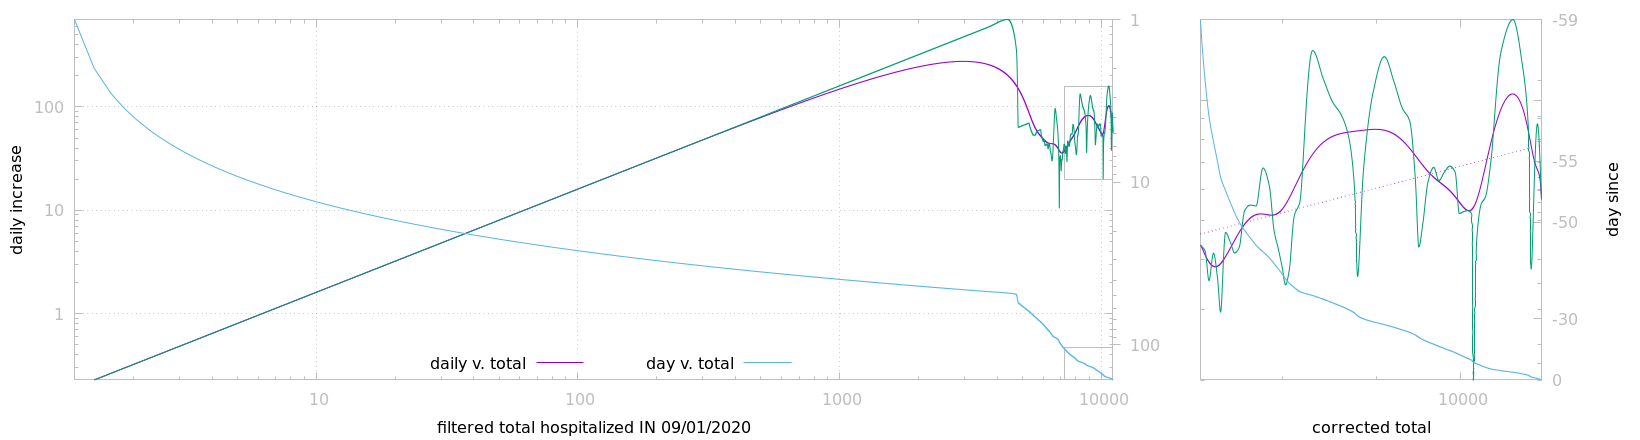 daily increase
100
10
1
1
10
100
daily v. total
day v. total
10
100
1000
10000
filtered total hospitalized IN 09/01/2020
-59
-55
-50
-30
0
day since
10000
corrected total